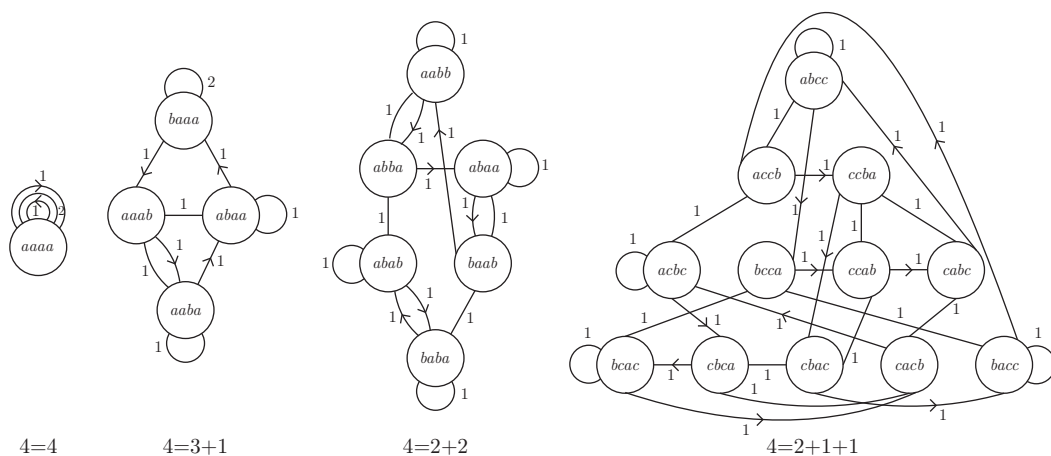 1 1 2
aaaa
4=4
2
baaa
1 1
aaab 1 abaa 1
1 1 1
aaba
1
4=3+1
1
aabb
1 1 1
abba 1 abaa 1
1 1 1
1 abab baab
1 1 1
baba
1
4=2+2
1
abcc
1 1 1
accb 1 ccba
1 1 1 1 1
1 acbc bcca 1 ccab 1 cabc
1 1 1 1 1
1 bcac 1 cbca 1 cbac 1 cacb bacc 1
1 1 1
4=2+1+1